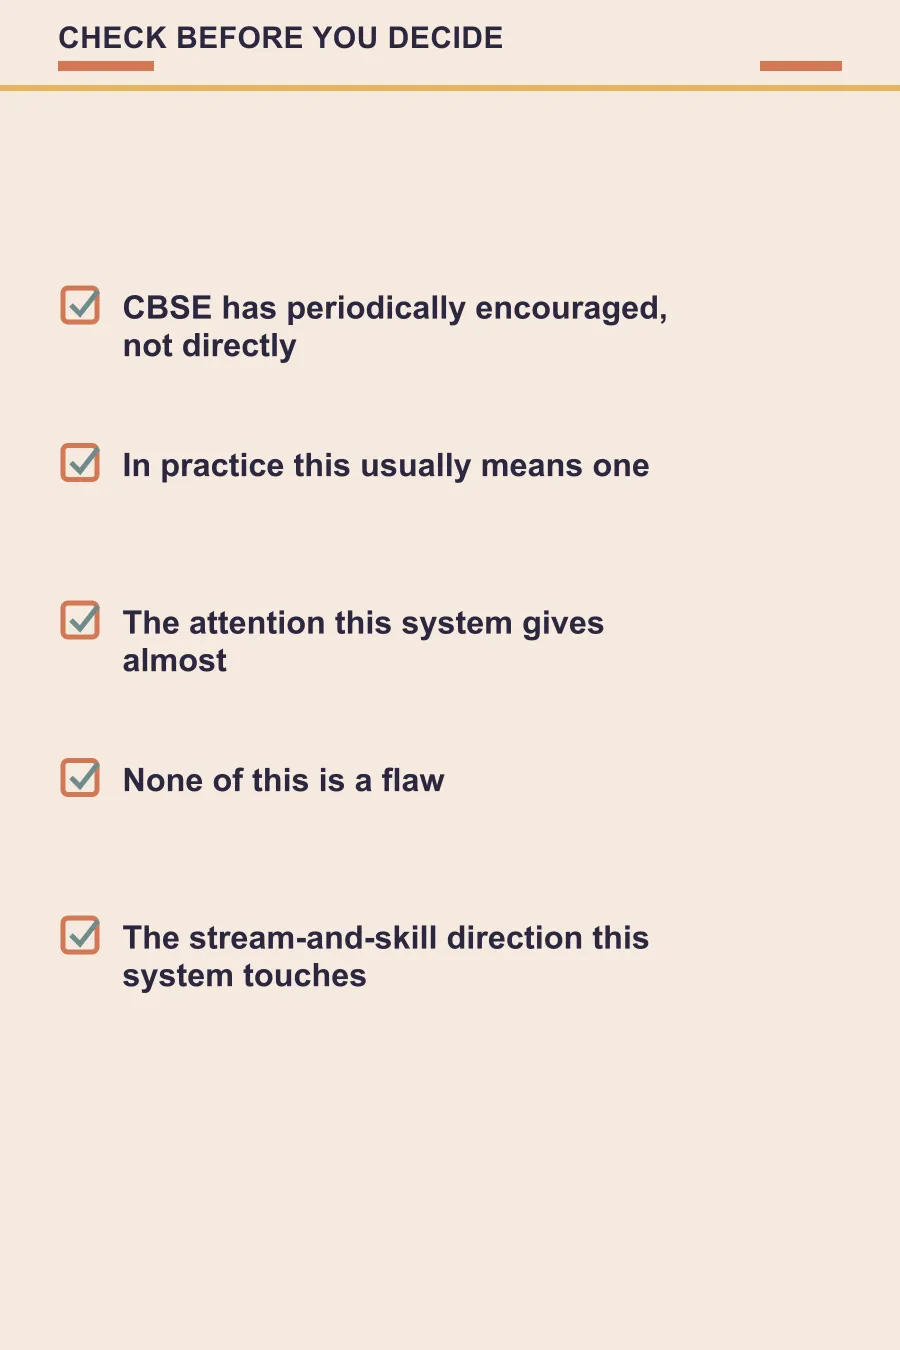 CHECK BEFORE YOU DECIDE
CBSE has periodically encouraged,
not directly
In practice this usually means one
The attention this system gives
almost
None of this is a flaw
The stream-and-skill direction this
system touches